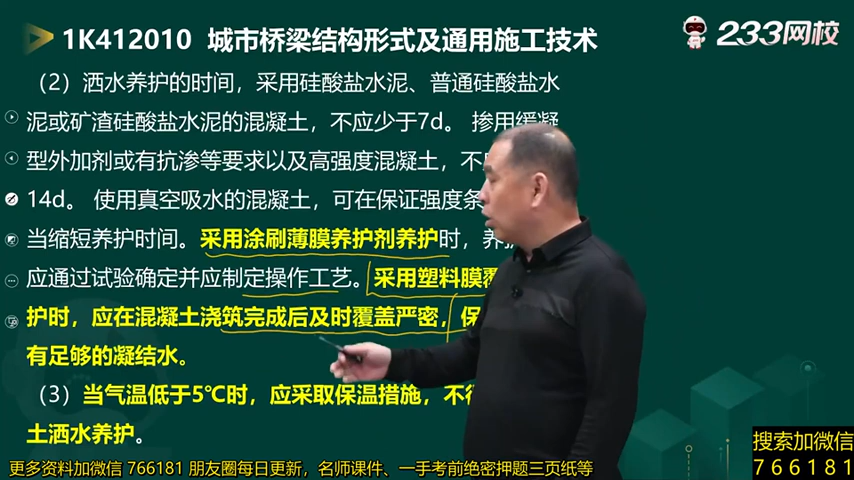 1K412010 城市桥梁结构形式及通用施工技术
233网校
（2）洒水养护的时间，采用硅酸盐水泥、普通硅酸盐水
泥或矿渣硅酸盐水泥的混凝土，不应少于7d。 掺用缓凝
型外加剂或有抗渗等要求以及高强度混凝土，不
14d。 使用真空吸水的混凝土，可在保证强度条
当缩短养护时间。采用涂刷薄膜养护剂养护时，养
应通过试验确定并应制定操作工艺。采用塑料膜覆
护时，应在混凝土浇筑完成后及时覆盖严密，保
有足够的凝结水。
（3）当气温低于5℃时，应采取保温措施，不
土洒水养护。
搜索加微信
766181
更多资料加微信 766181 朋友圈每日更新，名师课件、一手考前绝密押题三页纸等